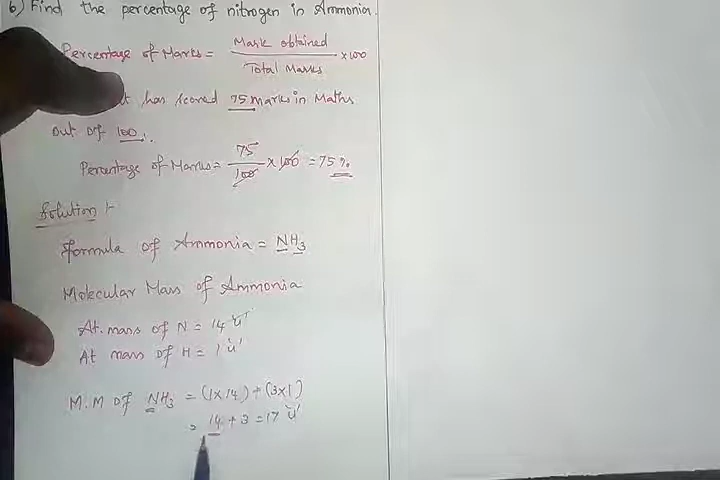 6) Find the percentage of nitrogen in Ammonia.
Percentage of Marks = Mark obtained / Total Marks × 100
has scored 75 marks in Maths
out of 100.
Percentage of Marks = 75/100 × 100 = 75%
Solution :-
Formula of Ammonia = NH3
Molecular Mass of Ammonia
At. mass of N = 14 'u'
At mass of H = 1 'u'
M.M of NH3 = (1×14) + (3×1)
= 14 + 3 = 17 'u'